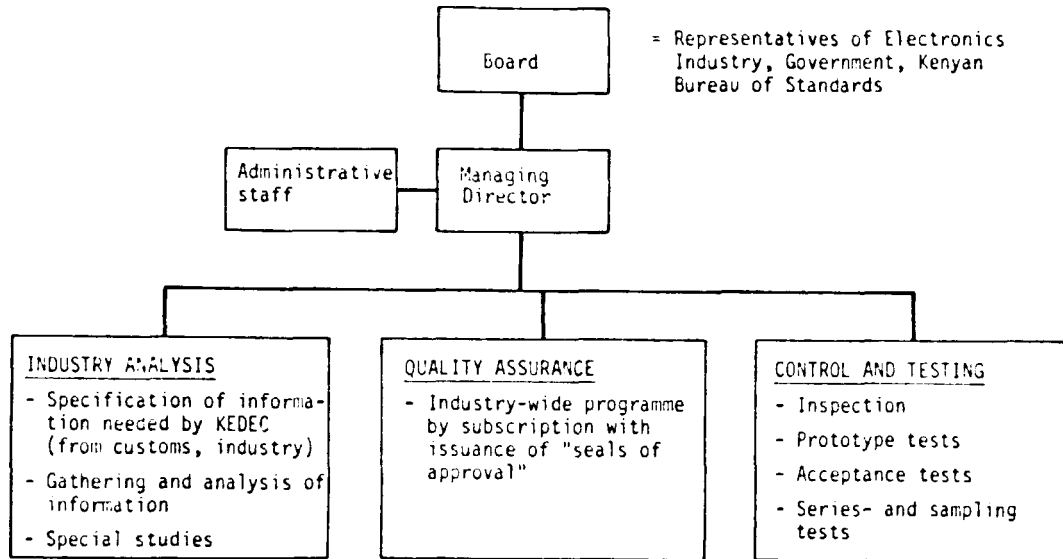 Board
= Representatives of Electronics
Industry, Government, Kenyan
Bureau of Standards
Administrative
staff
Managing
Director
INDUSTRY ANALYSIS
- Specification of informa-
tion needed by KEDEC
(from customs, industry)
- Gathering and analysis of
information
- Special studies
QUALITY ASSURANCE
- Industry-wide programme
by subscription with
issuance of "seals of
approval"
CONTROL AND TESTING
- Inspection
- Prototype tests
- Acceptance tests
- Series- and sampling
tests